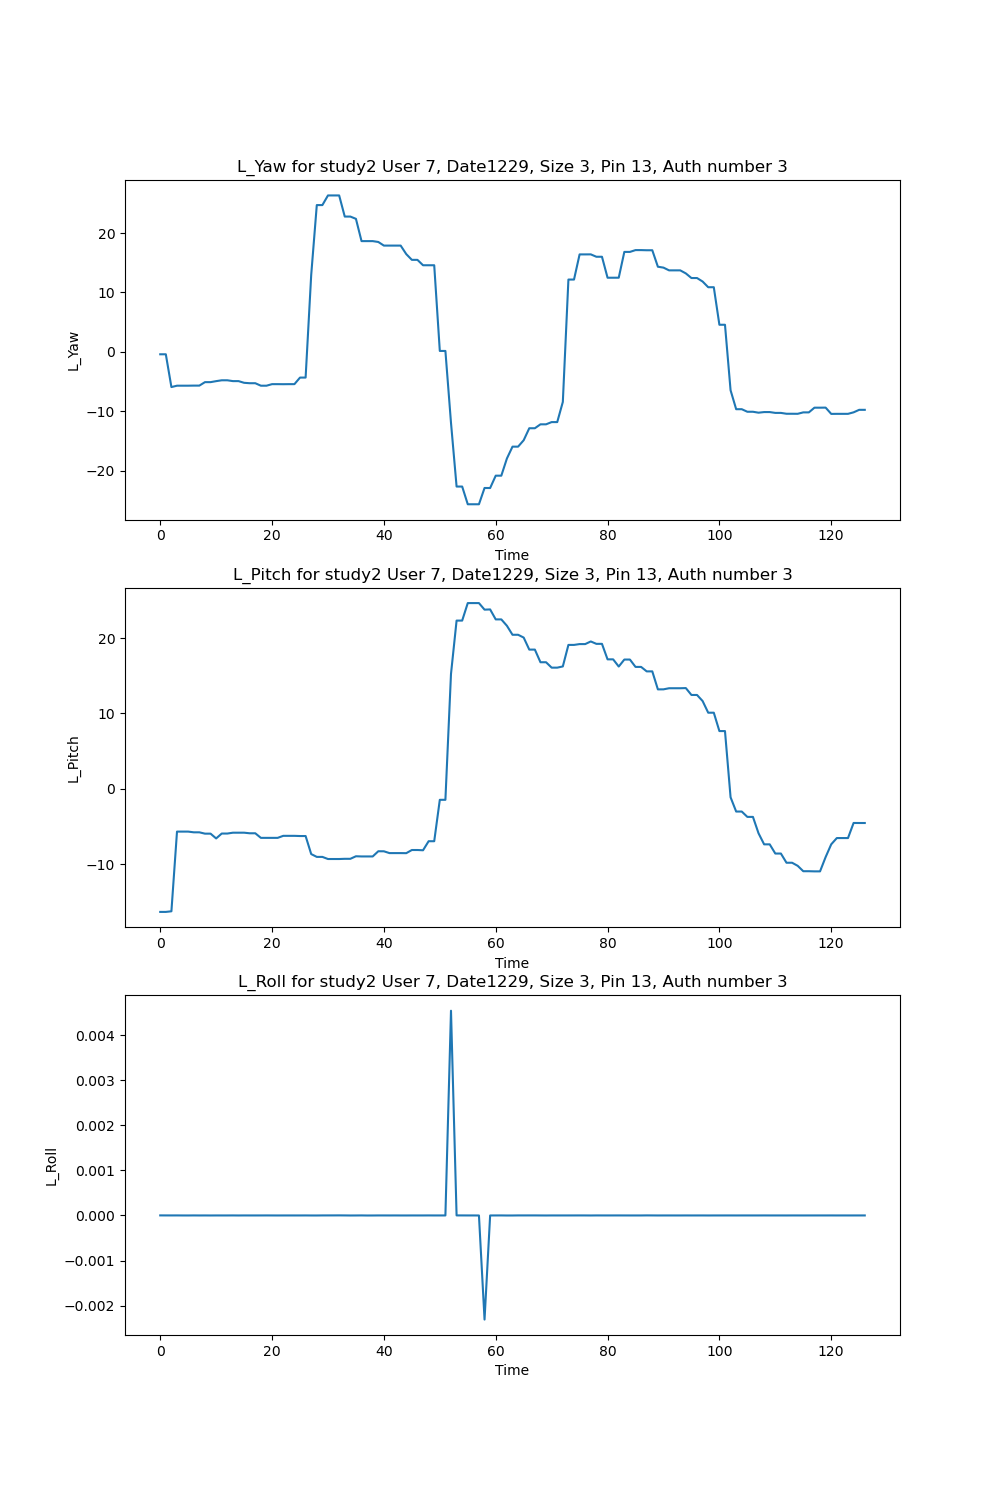 L_Yaw for study2 User 7, Date1229, Size 3, Pin 13, Auth number 3
20
10
0
−10
−20
L_Yaw
0 20 40 60 80 100 120
Time
L_Pitch for study2 User 7, Date1229, Size 3, Pin 13, Auth number 3
20
10
0
−10
L_Pitch
0 20 40 60 80 100 120
Time
L_Roll for study2 User 7, Date1229, Size 3, Pin 13, Auth number 3
0.004
0.003
0.002
0.001
0.000
−0.001
−0.002
L_Roll
0 20 40 60 80 100 120
Time